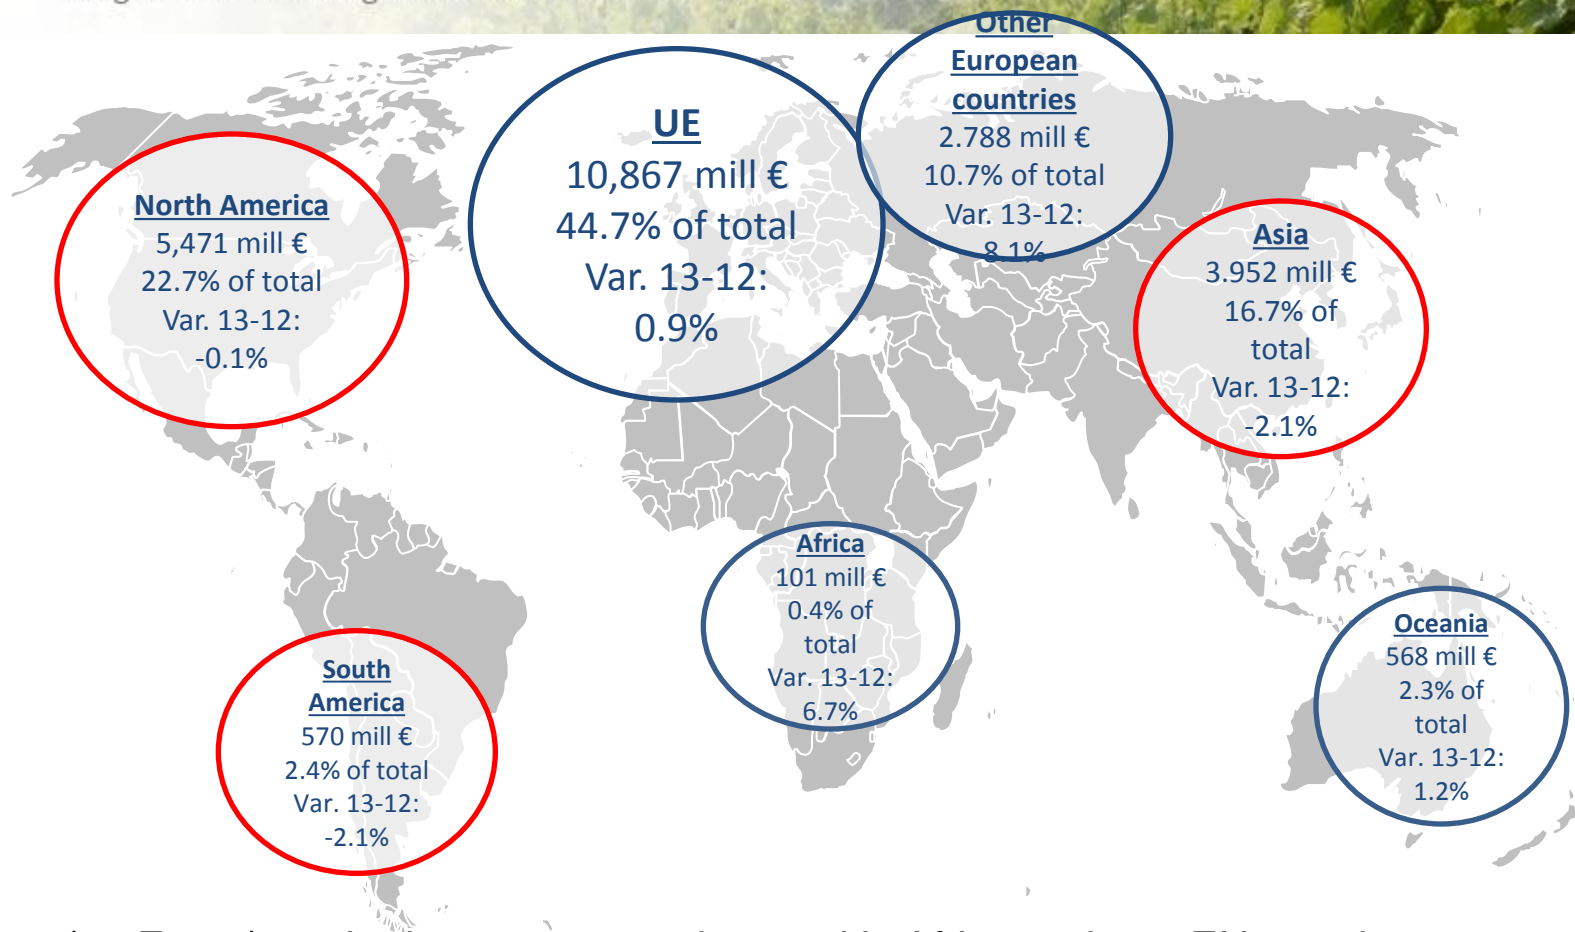 Other
European
countries
2.788 mill €
10.7% of total
Var. 13-12:
8.1%
UE
10,867 mill €
44.7% of total
Var. 13-12:
0.9%
North America
5,471 mill €
22.7% of total
Var. 13-12:
-0.1%
Asia
3.952 mill €
16.7% of
total
Var. 13-12:
-2.1%
Africa
101 mill €
0.4% of
total
Var. 13-12:
6.7%
Oceania
568 mill €
2.3% of
total
Var. 13-12:
1.2%
South
America
570 mill €
2.4% of total
Var. 13-12:
-2.1%